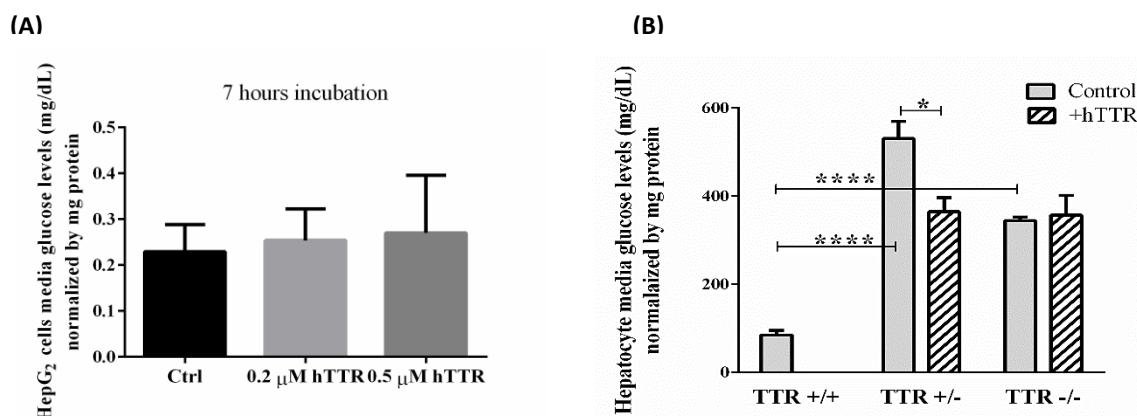 (A)
7 hours incubation
HepG2 cells media glucose levels (mg/dL)
normalized by mg protein
0.5
0.4
0.3
0.2
0.1
0.0
Ctrl
0.2 μM hTTR
0.5 μM hTTR
(B)
Hepatocyte media glucose levels (mg/dL)
normalaized by mg protein
Control
+hTTR
600
400
200
0
*
****
****
TTR +/+
TTR +/-
TTR -/-